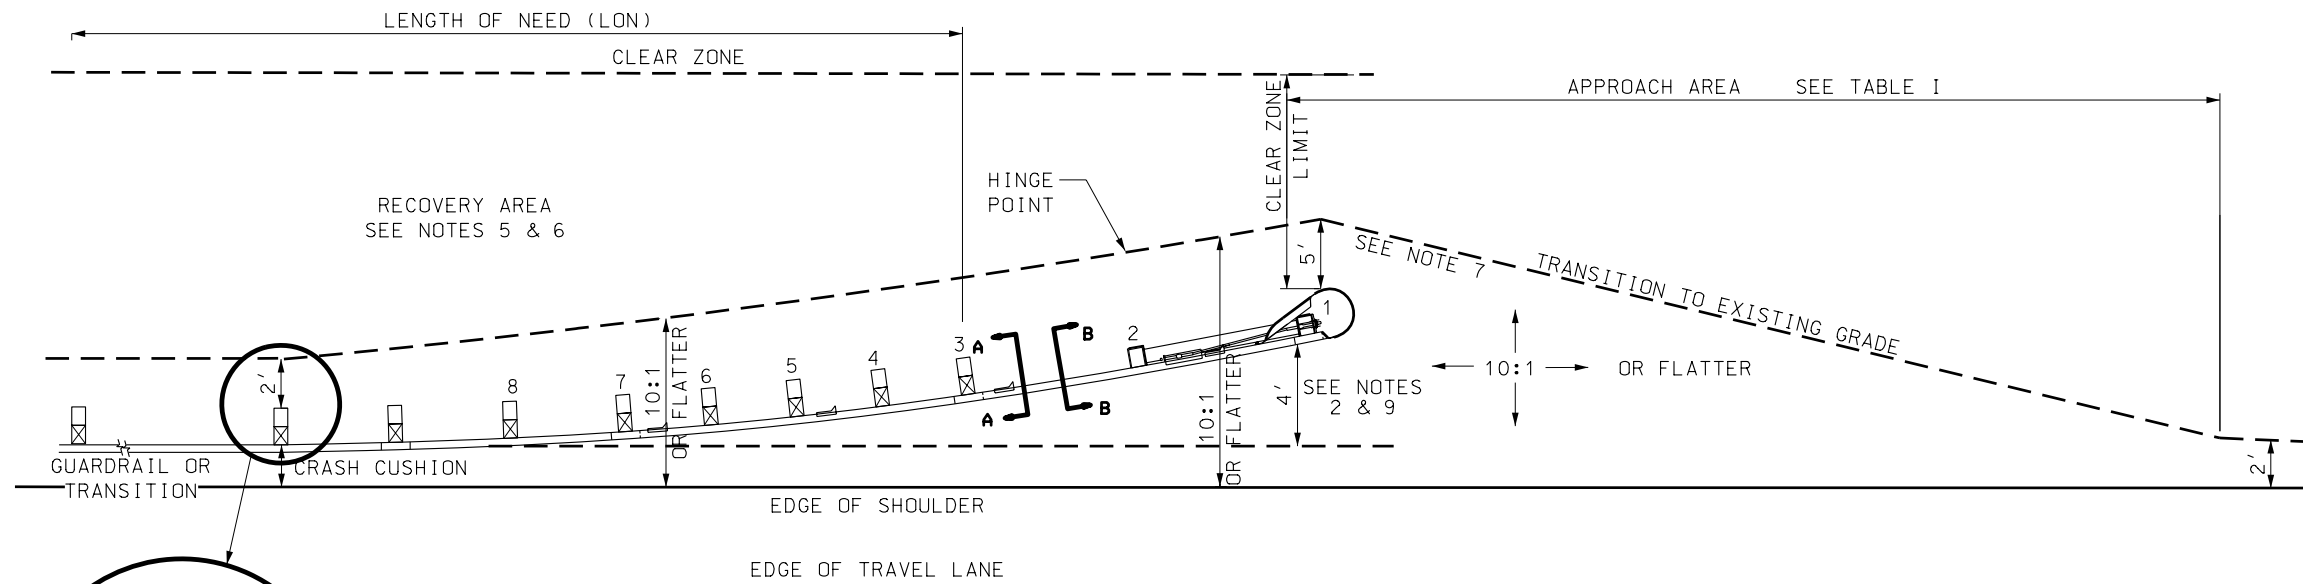 LENGTH OF NEED (LON)
CLEAR ZONE
APPROACH AREA SEE TABLE I
CLEAR ZONE
LIMIT
HINGE
POINT
RECOVERY AREA
SEE NOTES 5 & 6
5'
SEE NOTE 7
TRANSITION TO EXISTING GRADE
1
2
3
A
B
4
5
6
7
8
2'
10:1
OR FLATTER
10:1
OR FLATTER
4'
SEE NOTES
2 & 9
10:1
OR FLATTER
A
B
GUARDRAIL OR
TRANSITION
CRASH CUSHION
2'
EDGE OF SHOULDER
EDGE OF TRAVEL LANE